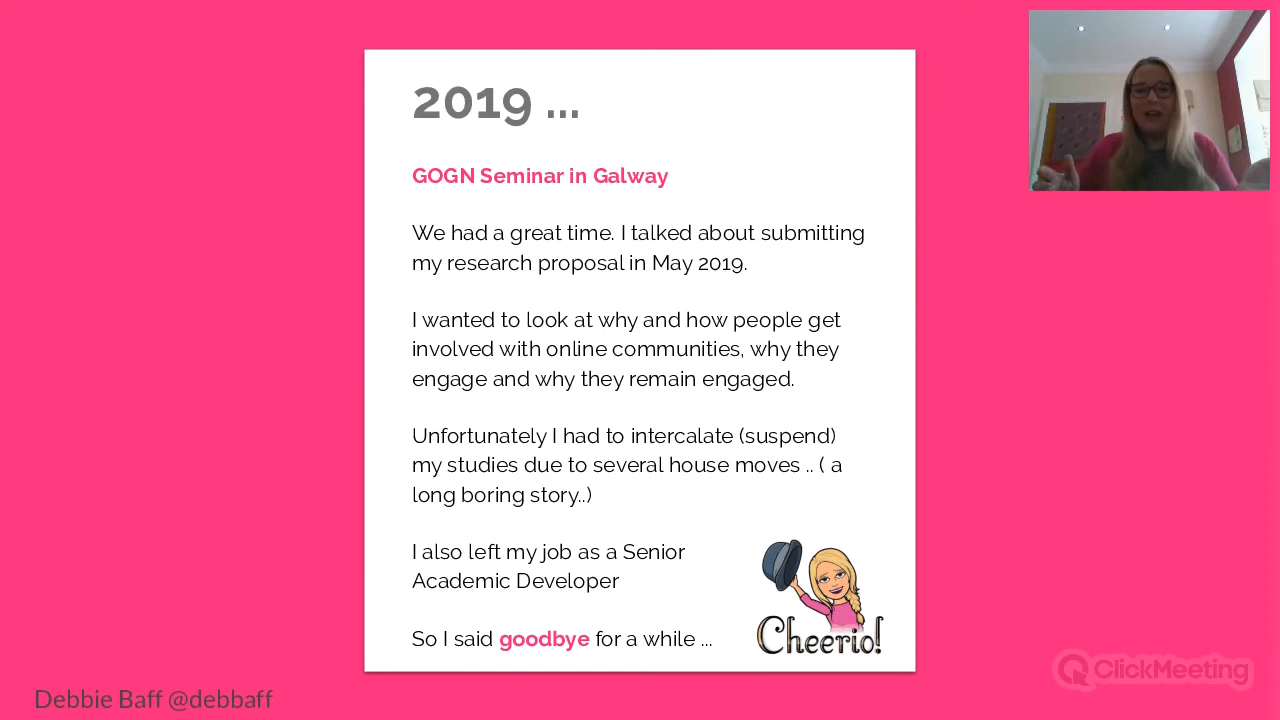 2019 ...
GOGN Seminar in Galway
We had a great time. I talked about submitting
my research proposal in May 2019.
I wanted to look at why and how people get
involved with online communities, why they
engage and why they remain engaged.
Unfortunately I had to intercalate (suspend)
my studies due to several house moves .. ( a
long boring story..)
I also left my job as a Senior
Academic Developer
So I said goodbye for a while ...
Cheerio!
ClickMeeting
Debbie Baff @debbaff